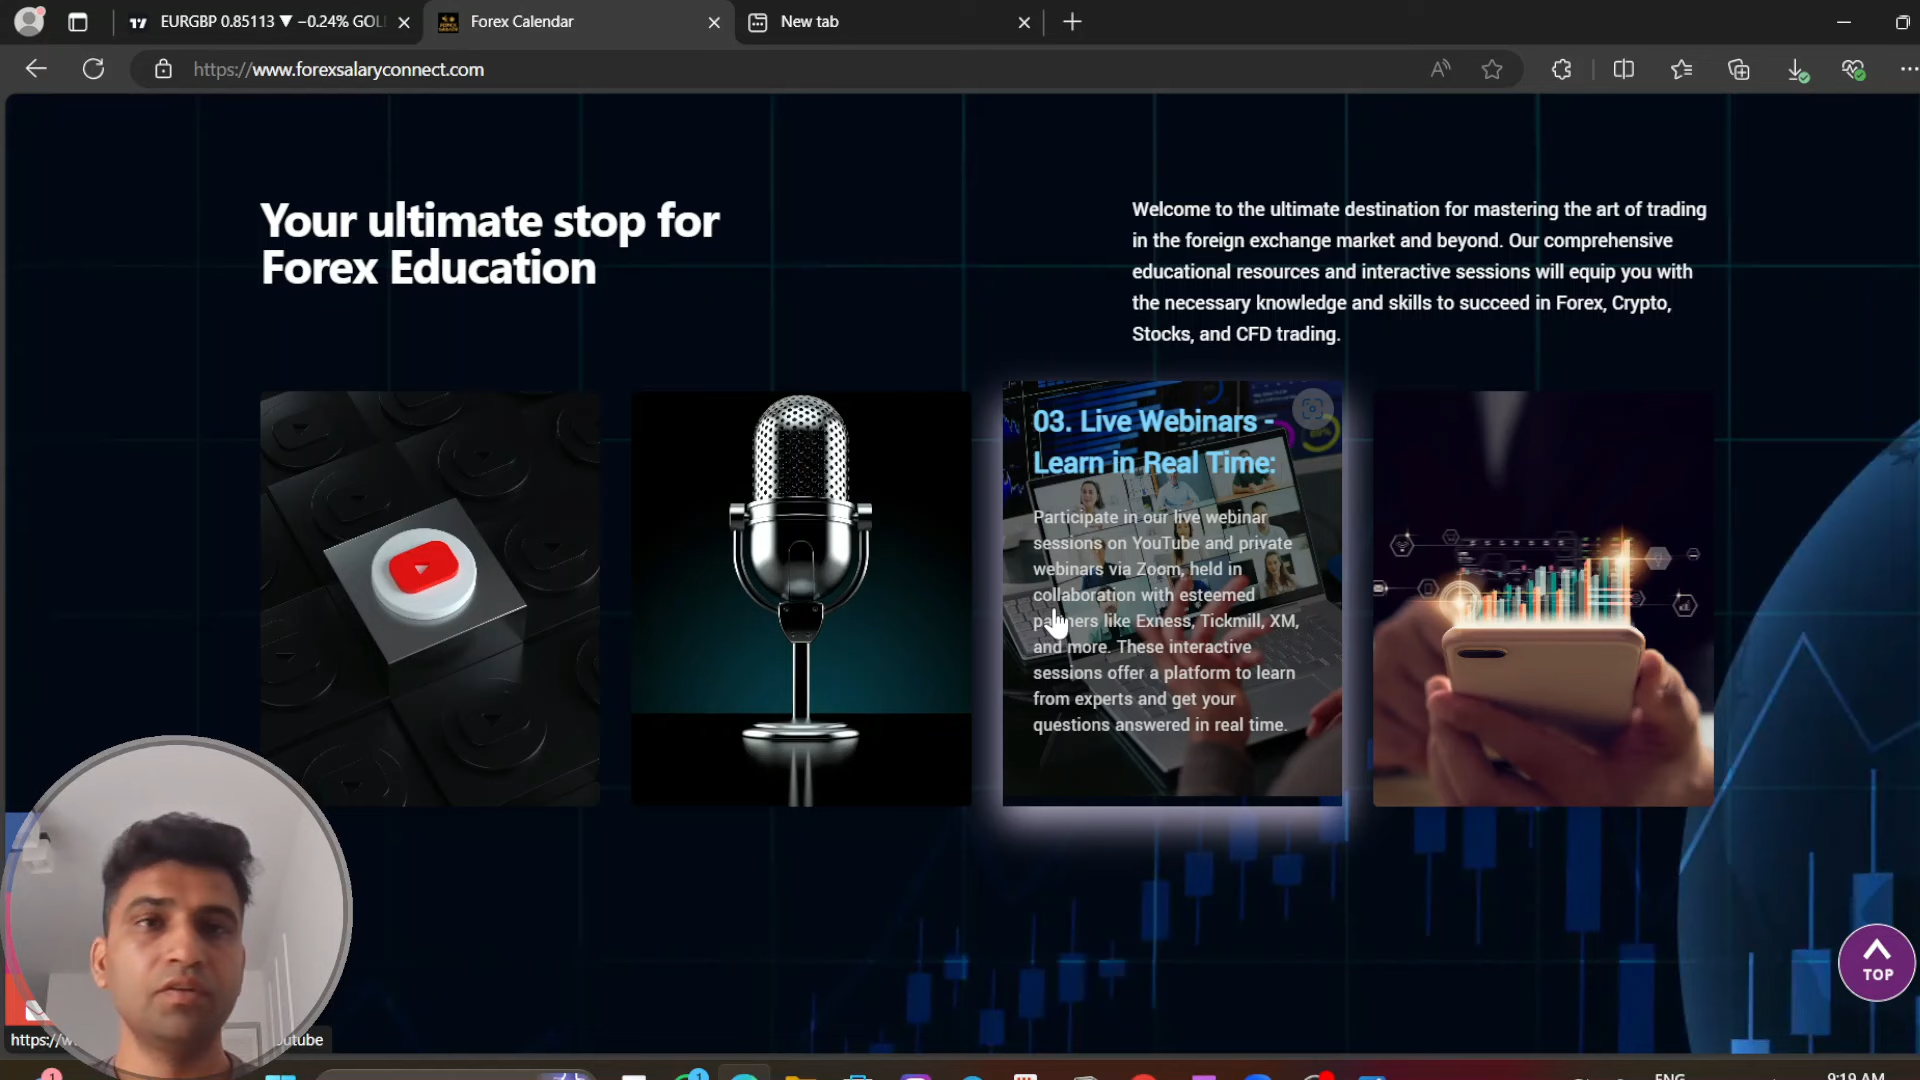 EURGBP 0.85113 ▼ −0.24% GOL
Forex Calendar
New tab
https://www.forexsalaryconnect.com
Your ultimate stop for
Forex Education
Welcome to the ultimate destination for mastering the art of trading
in the foreign exchange market and beyond. Our comprehensive
educational resources and interactive sessions will equip you with
the necessary knowledge and skills to succeed in Forex, Crypto,
Stocks, and CFD trading.
03. Live Webinars -
Learn in Real Time:
Participate in our live webinar
sessions on YouTube and private
webinars via Zoom, held in
collaboration with esteemed
partners like Exness, Tickmill, XM,
and more. These interactive
sessions offer a platform to learn
from experts and get your
questions answered in real time.
TOP
https://w
outube
ENG
9:19 AM